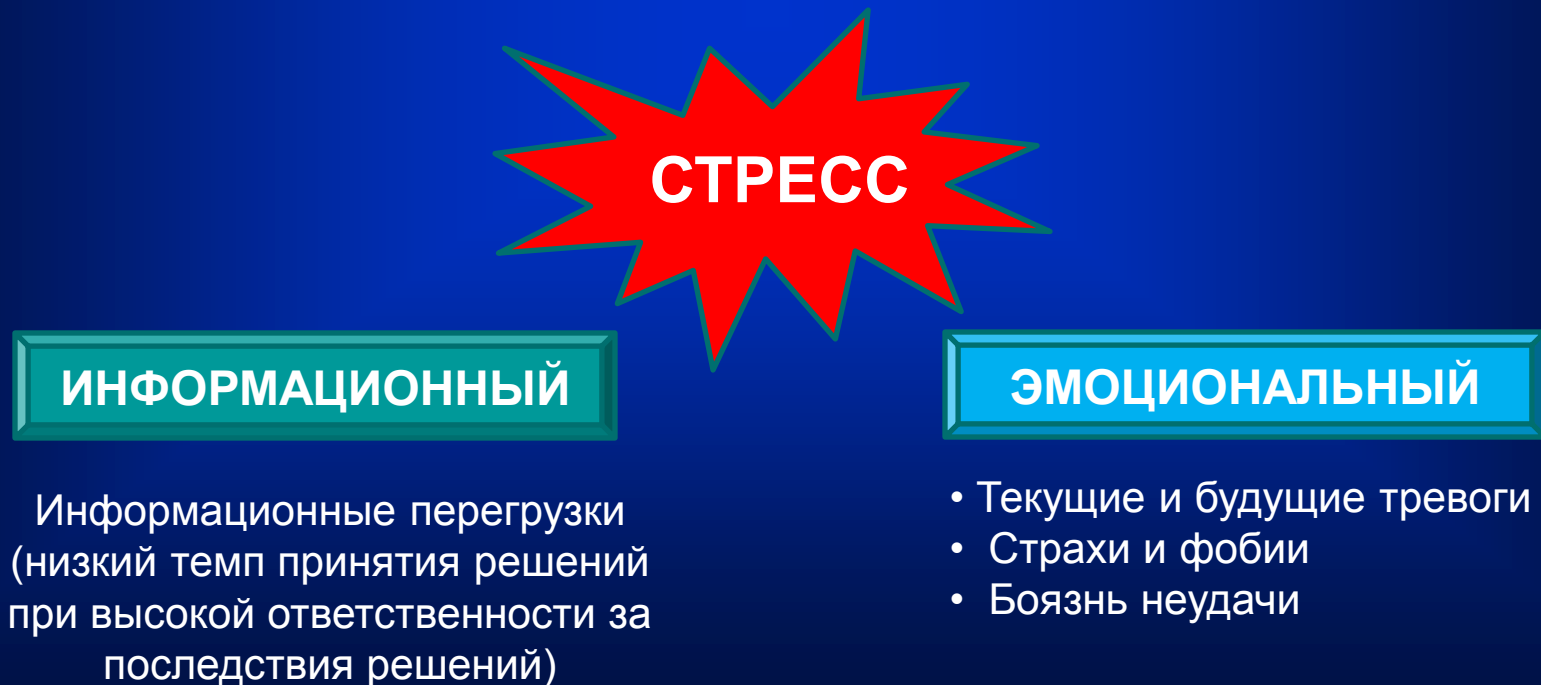 СТРЕСС
ИНФОРМАЦИОННЫЙ
Информационные перегрузки
(низкий темп принятия решений
при высокой ответственности за
последствия решений)
ЭМОЦИОНАЛЬНЫЙ
• Текущие и будущие тревоги
• Страхи и фобии
• Боязнь неудачи